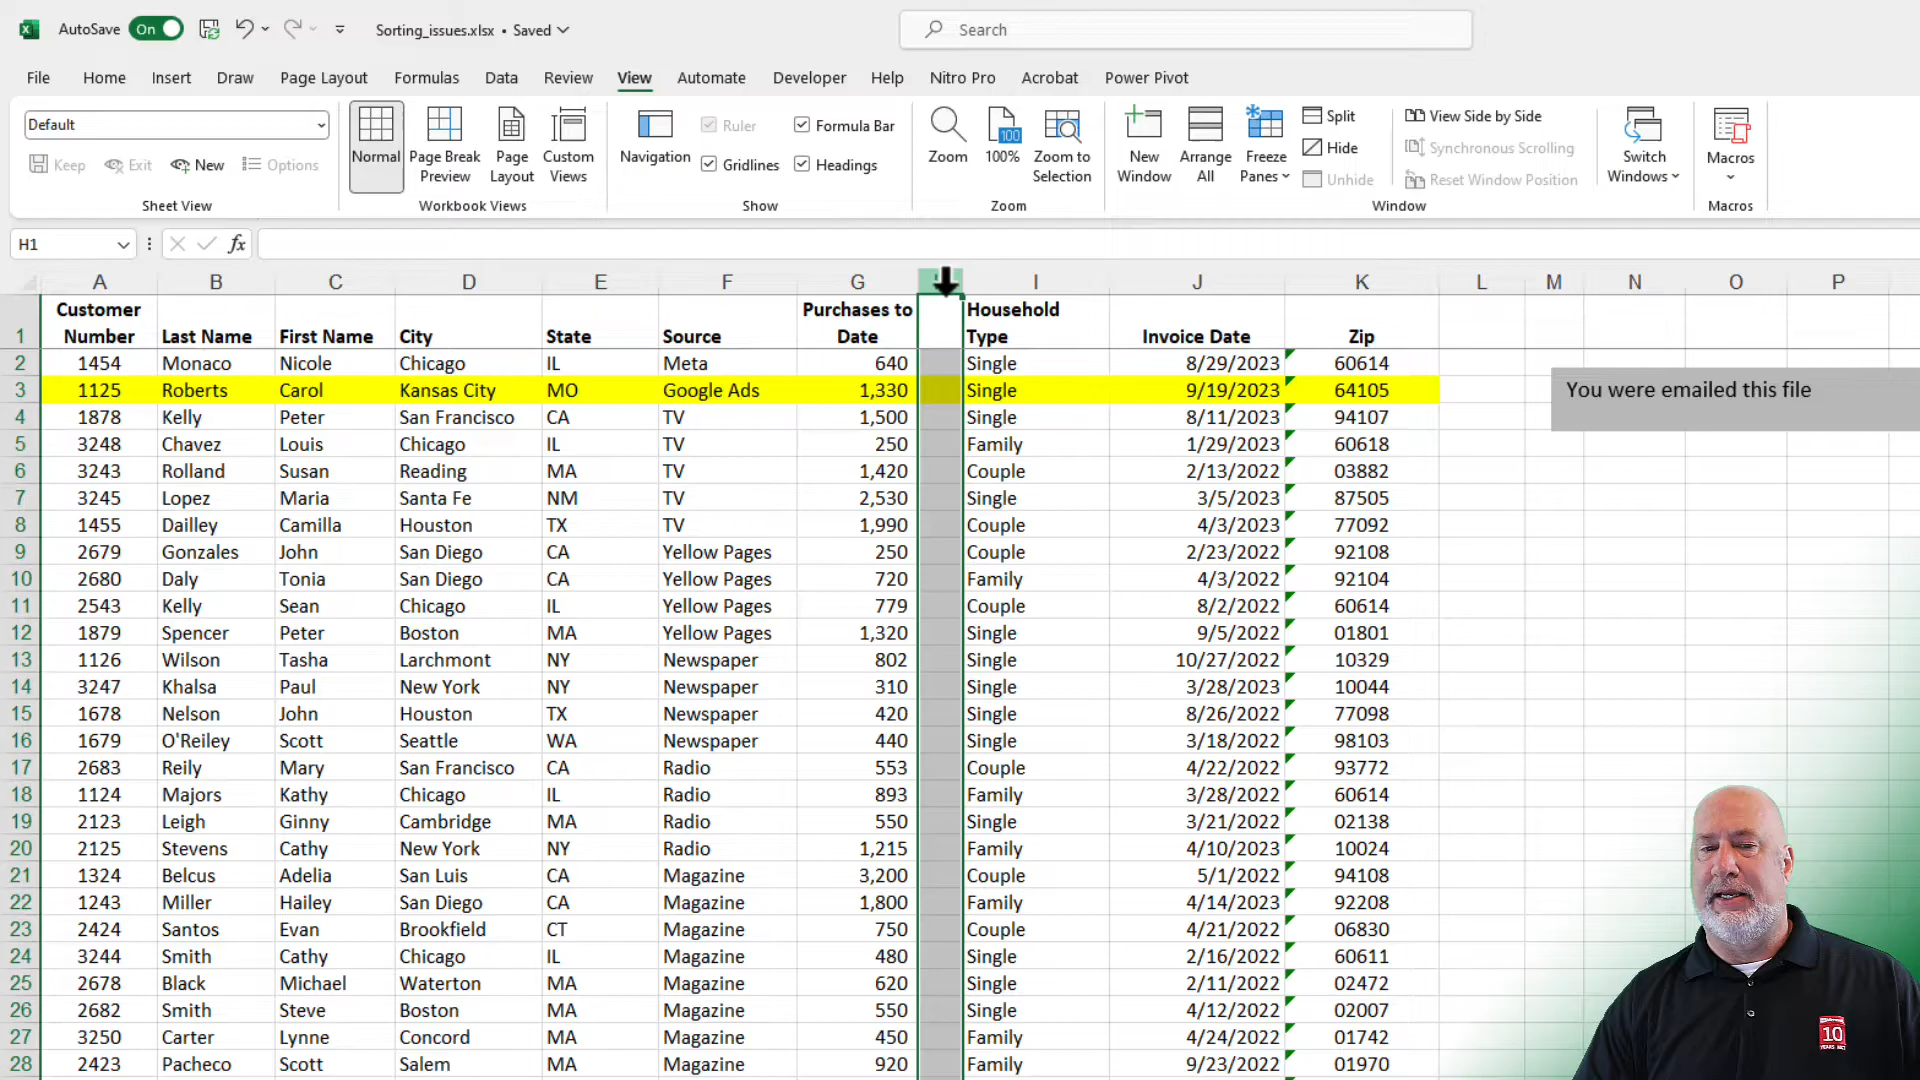 AutoSave On Sorting_issues.xlsx • Saved Search
File Home Insert Draw Page Layout Formulas Data Review View Automate Developer Help Nitro Pro Acrobat Power Pivot
Default
Keep Exit New Options
Sheet View
Normal Page Break Preview Page Layout Custom Views
Workbook Views
Navigation Ruler Formula Bar
Gridlines Headings
Show
Zoom 100 100% Zoom to Selection
Zoom
New Window Arrange All Freeze Panes
Split
Hide
Unhide
View Side by Side
Synchronous Scrolling
Reset Window Position
Switch Windows
Window
Macros
Macros
H1 fx
A B C D E F G I J K L M N O P
1 Customer Number Last Name First Name City State Source Purchases to Date Household Type Invoice Date Zip
2 1454 Monaco Nicole Chicago IL Meta 640 Single 8/29/2023 60614
3 1125 Roberts Carol Kansas City MO Google Ads 1,330 Single 9/19/2023 64105
You were emailed this file
4 1878 Kelly Peter San Francisco CA TV 1,500 Single 8/11/2023 94107
5 3248 Chavez Louis Chicago IL TV 250 Family 1/29/2023 60618
6 3243 Rolland Susan Reading MA TV 1,420 Couple 2/13/2022 03882
7 3245 Lopez Maria Santa Fe NM TV 2,530 Single 3/5/2023 87505
8 1455 Dailley Camilla Houston TX TV 1,990 Couple 4/3/2023 77092
9 2679 Gonzales John San Diego CA Yellow Pages 250 Couple 2/23/2022 92108
10 2680 Daly Tonia San Diego CA Yellow Pages 720 Family 4/3/2022 92104
11 2543 Kelly Sean Chicago IL Yellow Pages 779 Couple 8/2/2022 60614
12 1879 Spencer Peter Boston MA Yellow Pages 1,320 Single 9/5/2022 01801
13 1126 Wilson Tasha Larchmont NY Newspaper 802 Single 10/27/2022 10329
14 3247 Khalsa Paul New York NY Newspaper 310 Single 3/28/2023 10044
15 1678 Nelson John Houston TX Newspaper 420 Single 8/26/2022 77098
16 1679 O'Reiley Scott Seattle WA Newspaper 440 Single 3/18/2022 98103
17 2683 Reily Mary San Francisco CA Radio 553 Couple 4/22/2022 93772
18 1124 Majors Kathy Chicago IL Radio 893 Family 3/28/2022 60614
19 2123 Leigh Ginny Cambridge MA Radio 550 Single 3/21/2022 02138
20 2125 Stevens Cathy New York NY Radio 1,215 Family 4/10/2023 10024
21 1324 Belcus Adelia San Luis CA Magazine 3,200 Couple 5/1/2022 94108
22 1243 Miller Hailey San Diego CA Magazine 1,800 Family 4/14/2023 92208
23 2424 Santos Evan Brookfield CT Magazine 750 Couple 4/21/2022 06830
24 3244 Smith Cathy Chicago IL Magazine 480 Single 2/16/2022 60611
25 2678 Black Michael Waterton MA Magazine 620 Single 2/11/2022 02472
26 2682 Smith Steve Boston MA Magazine 550 Single 4/12/2022 02007
27 3250 Carter Lynne Concord MA Magazine 450 Family 4/24/2022 01742
28 2423 Pacheco Scott Salem MA Magazine 920 Family 9/23/2022 01970
10